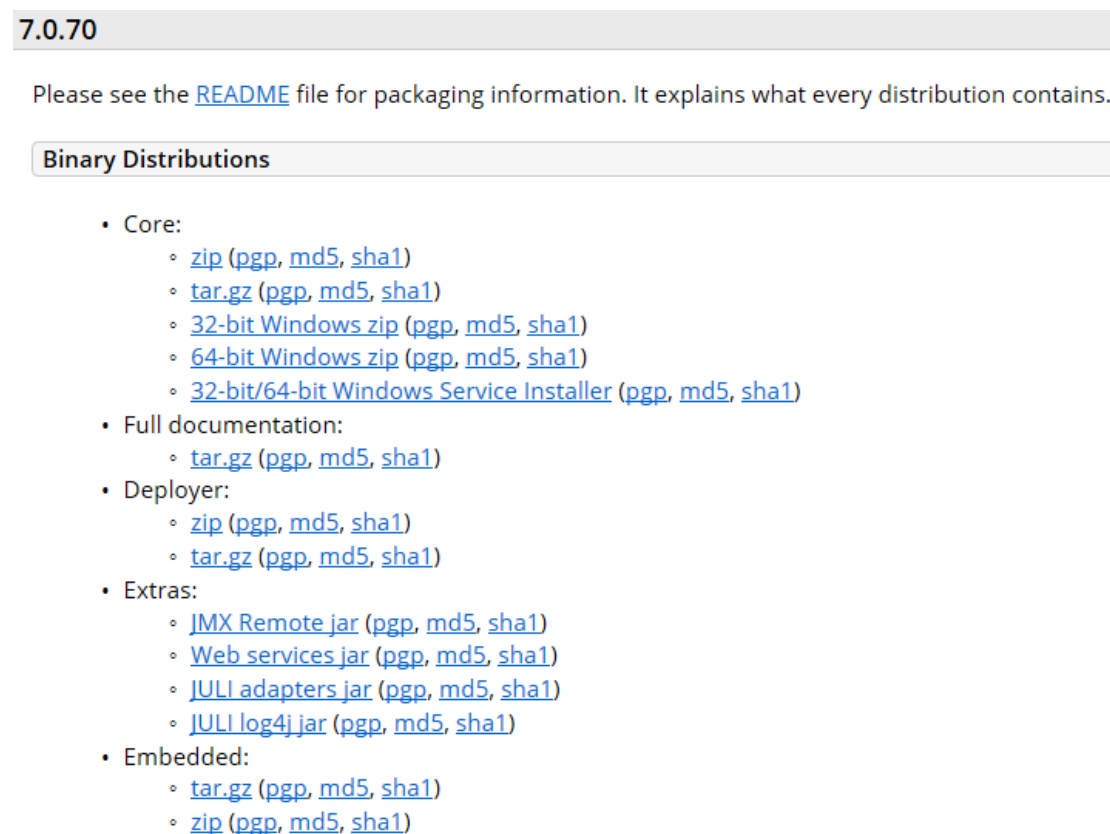 7.0.70
Please see the README file for packaging information. It explains what every distribution contains.
Binary Distributions
• Core:
◦ zip (pgp, md5, sha1)
◦ tar.gz (pgp, md5, sha1)
◦ 32-bit Windows zip (pgp, md5, sha1)
◦ 64-bit Windows zip (pgp, md5, sha1)
◦ 32-bit/64-bit Windows Service Installer (pgp, md5, sha1)
• Full documentation:
◦ tar.gz (pgp, md5, sha1)
• Deployer:
◦ zip (pgp, md5, sha1)
◦ tar.gz (pgp, md5, sha1)
• Extras:
◦ JMX Remote jar (pgp, md5, sha1)
◦ Web services jar (pgp, md5, sha1)
◦ JULI adapters jar (pgp, md5, sha1)
◦ JULI log4j jar (pgp, md5, sha1)
• Embedded:
◦ tar.gz (pgp, md5, sha1)
◦ zip (pgp, md5, sha1)